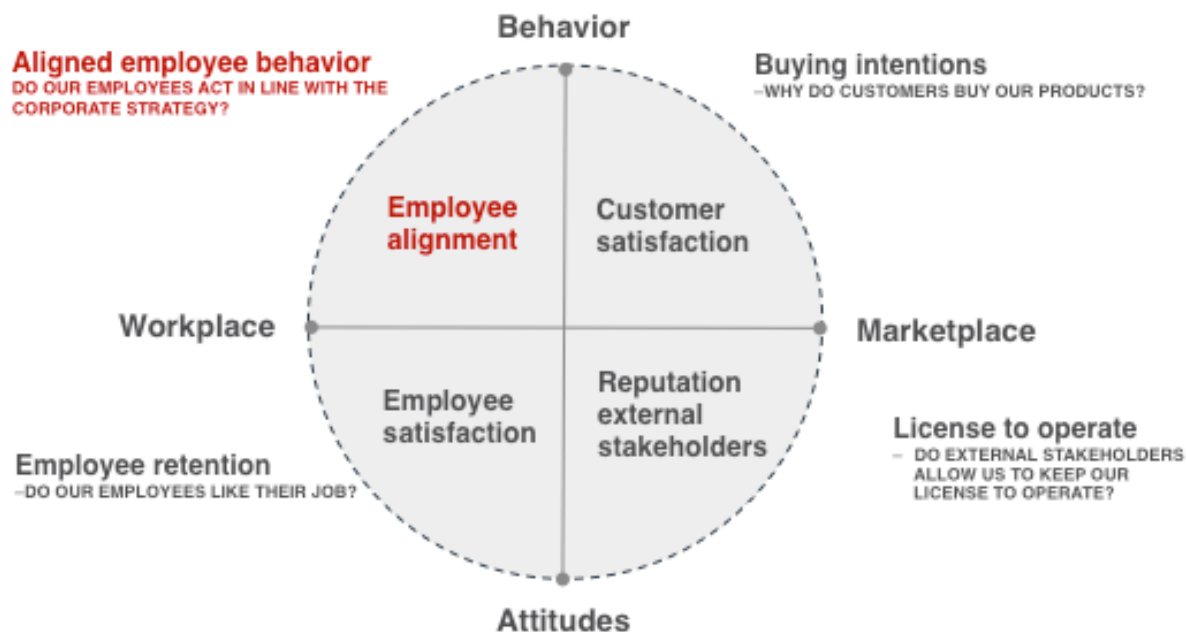 Behavior
Aligned employee behavior
DO OUR EMPLOYEES ACT IN LINE WITH THE
CORPORATE STRATEGY?
Buying intentions
–WHY DO CUSTOMERS BUY OUR PRODUCTS?
Employee
alignment
Customer
satisfaction
Workplace
Marketplace
Employee
satisfaction
Reputation
external
stakeholders
Employee retention
–DO OUR EMPLOYEES LIKE THEIR JOB?
License to operate
– DO EXTERNAL STAKEHOLDERS
ALLOW US TO KEEP OUR
LICENSE TO OPERATE?
Attitudes